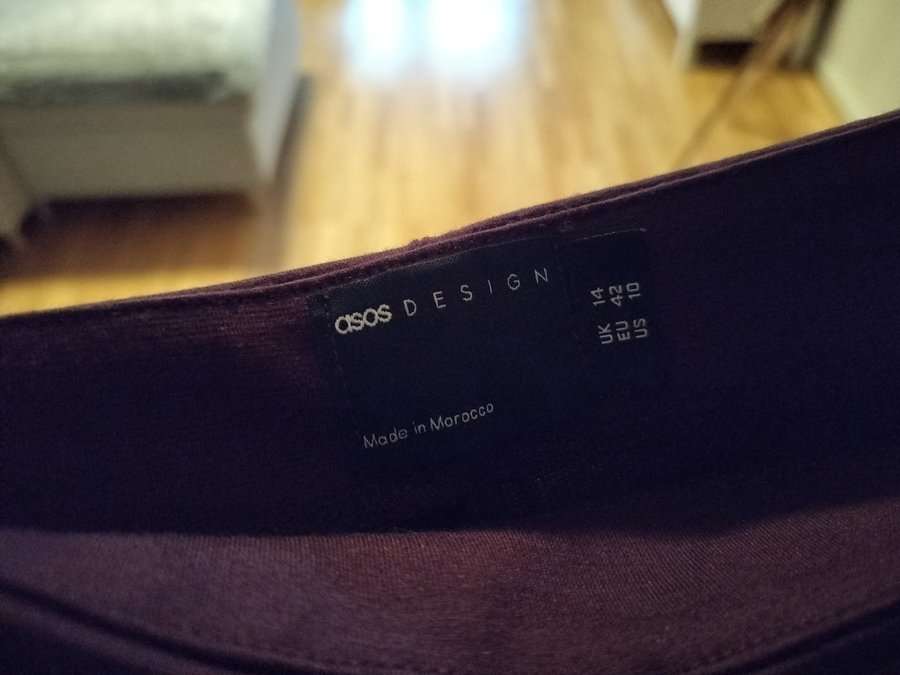 asos DESIGN
Made in Morocco
UK 14
EU 42
US 10